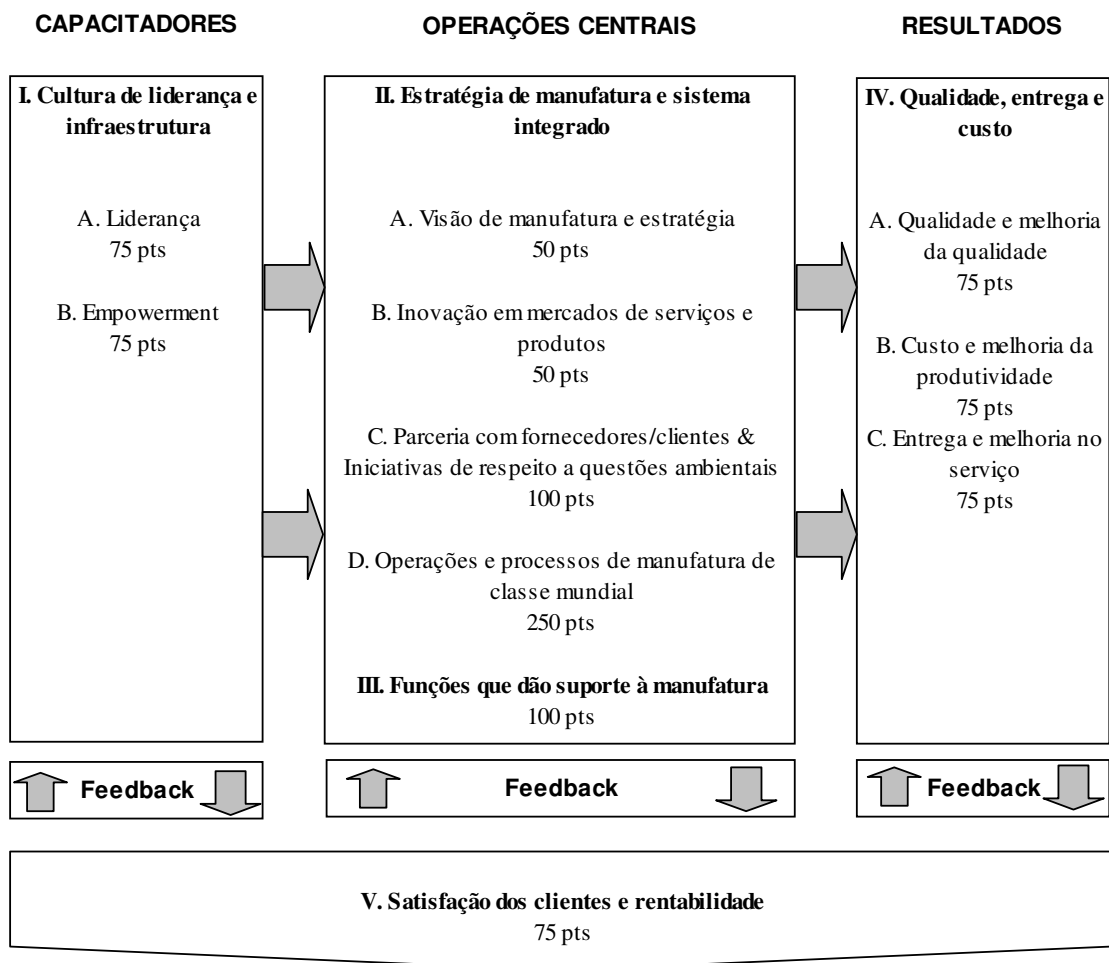 CAPACITADORES
OPERAÇÕES CENTRAIS
RESULTADOS
I. Cultura de liderança e
infraestrutura
A. Liderança
75 pts
B. Empowerment
75 pts
II. Estratégia de manufatura e sistema
integrado
A. Visão de manufatura e estratégia
50 pts
B. Inovação em mercados de serviços e
produtos
50 pts
C. Parceria com fornecedores/clientes &
Iniciativas de respeito a questões ambientais
100 pts
D. Operações e processos de manufatura de
classe mundial
250 pts
III. Funções que dão suporte à manufatura
100 pts
IV. Qualidade, entrega e
custo
A. Qualidade e melhoria
da qualidade
75 pts
B. Custo e melhoria da
produtividade
75 pts
C. Entrega e melhoria no
serviço
75 pts
Feedback
Feedback
Feedback
V. Satisfação dos clientes e rentabilidade
75 pts